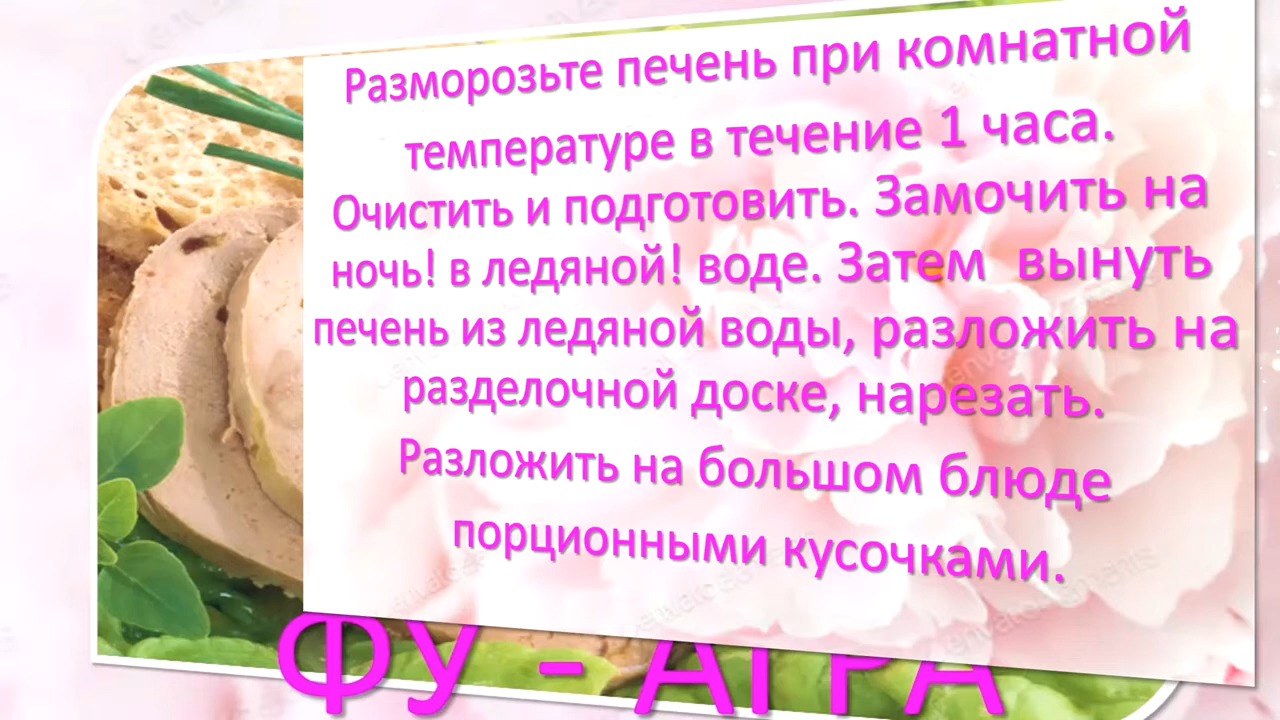 Разморозьте печень при комнатной
температуре в течение 1 часа.
Очистить и подготовить. Замочить на
ночь! в ледяной! воде. Затем вынуть
печень из ледяной воды, разложить на
разделочной доске, нарезать.
Разложить на большом блюде
порционными кусочками.
ФУ - АГРА